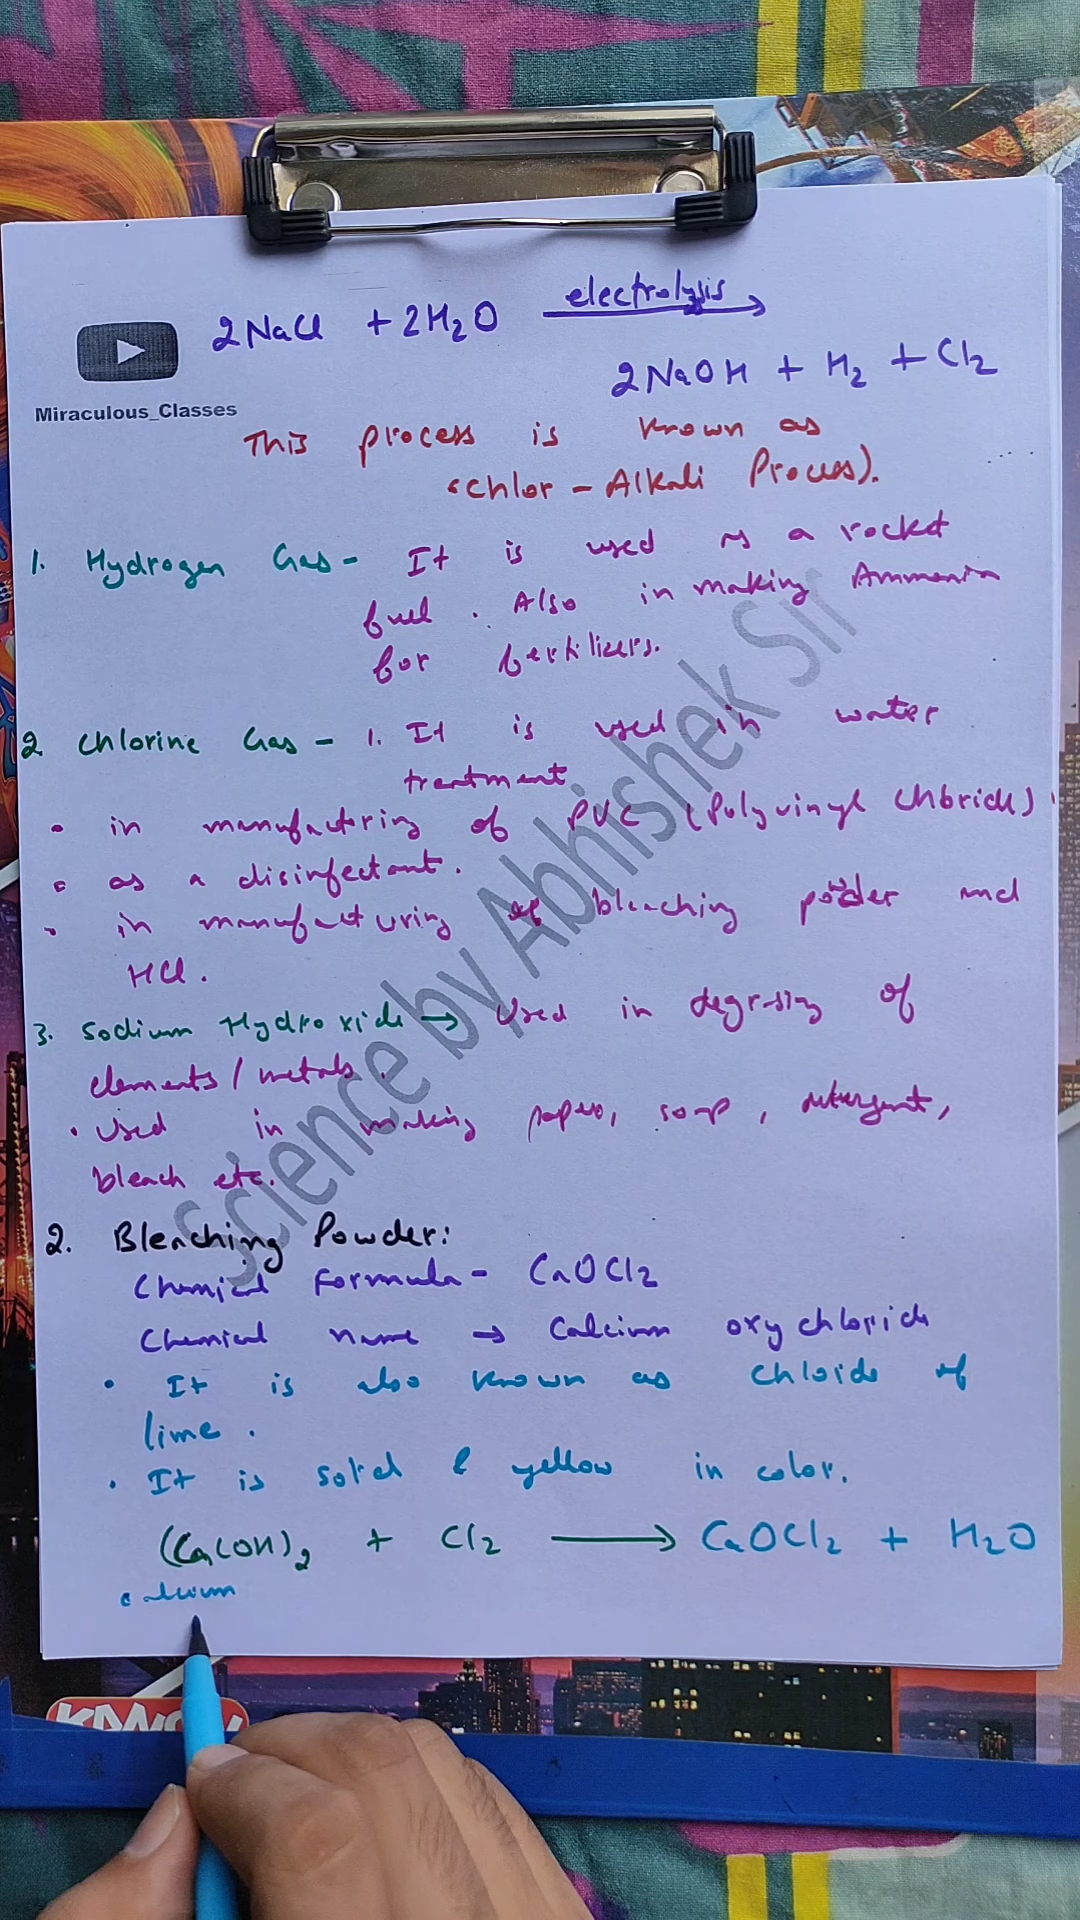 2NaCl + 2H2O electrolysis →
2NaOH + H2 + Cl2
Miraculous_Classes
This process is known as
(Chlor - Alkali Process).
1. Hydrogen Gas - It is used as a rocket
fuel. Also in making Ammonia
for fertilizers.
2 Chlorine Gas - 1. It is used in water
treatment
• in manufactring of PVC (Polyvinyl Chloride)
• as a disinfectant.
• in manufacturing of bleaching powder and
HCl.
3. Sodium Hydroxide → Used in of
elements / metals.
• Used in making paper, soap, detergent,
bleach etc.
2. Bleaching Powder:
Chemical Formula - CaOCl2
Chemical name → Calcium oxychloride
• It is also known as chloide of
lime.
• It is solid & yellow in color.
(Ca(OH)2 + Cl2 → CaOCl2 + H2O
calcium
Science by Abhishek Sir
KANSAI